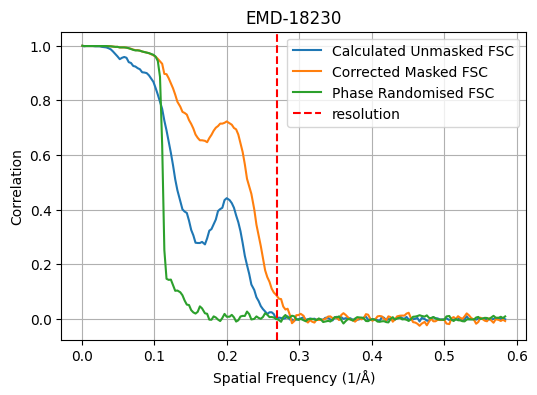 EMD-18230
Calculated Unmasked FSC
Corrected Masked FSC
Phase Randomised FSC
resolution
Correlation
1.0
0.8
0.6
0.4
0.2
0.0
0.0 0.1 0.2 0.3 0.4 0.5 0.6
Spatial Frequency (1/Å)